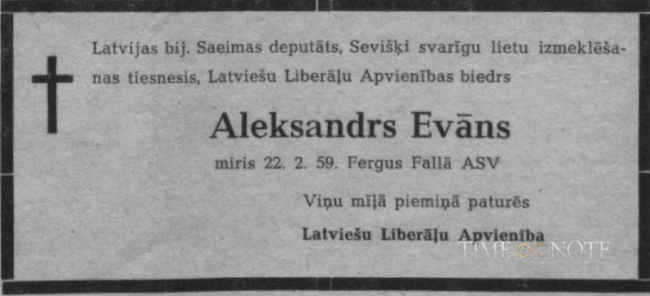 Latvijas bij. Saeimas deputāts, Sevišķi svarīgu lietu izmeklēša-
nas tiesnesis, Latviešu Liberāļu Apvienības biedrs
Aleksandrs Evāns
miris 22. 2. 59. Fergus Fallā ASV
Viņu mīļā piemiņā paturēs
Latviešu Liberāļu Apvienība
TIME NOTE